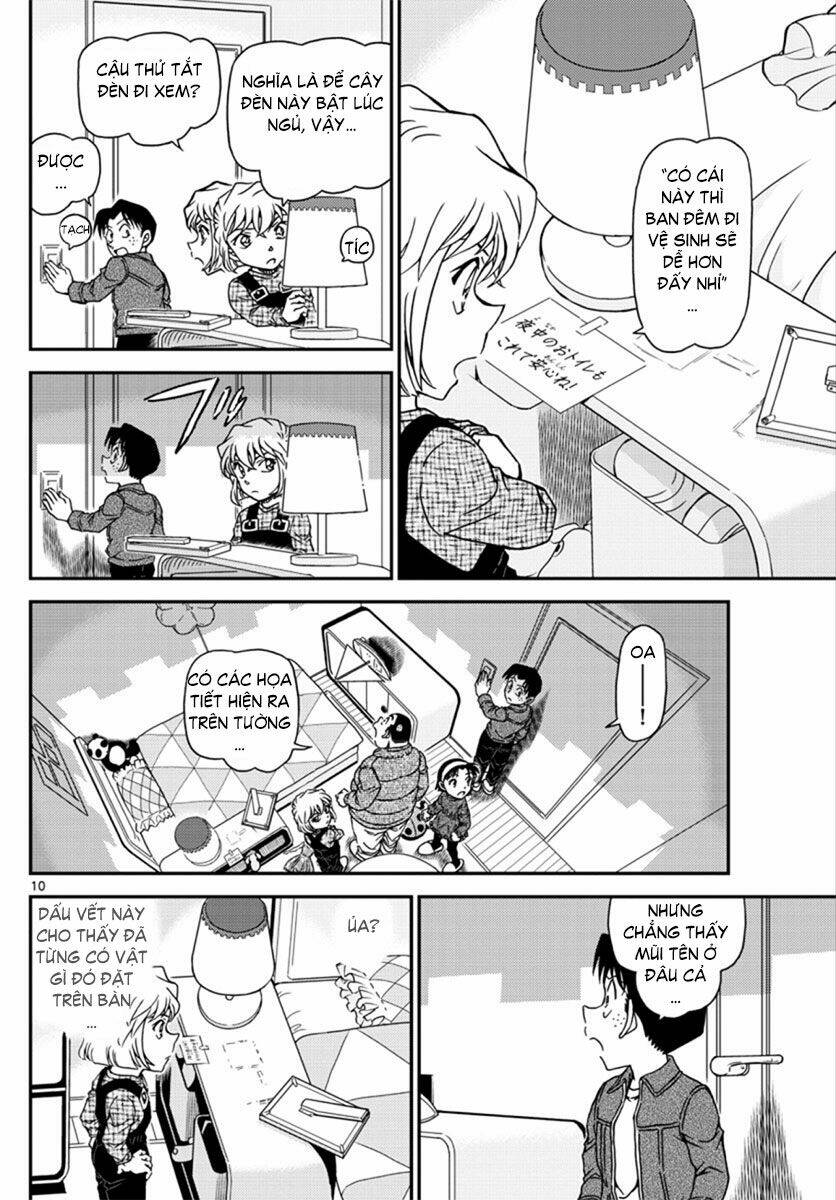 "CÓ CÁI
NÀY THÌ
BAN ĐÊM ĐI
VỆ SINH SẼ
DỄ HƠN
ĐẤY NHỈ"
...
夜中のおトイレも
これで安心ね!
NGHĨA LÀ ĐỂ CÂY
ĐÈN NÀY BẬT LÚC
NGỦ, VẬY...
CẬU THỬ TẮT
ĐÈN ĐI XEM?
TÍC
ĐƯỢC
...
TẠCH
フッ
OA
—!
CÓ CÁC HỌA
TIẾT HIỆN RA
TRÊN TƯỜNG
...
10
NHƯNG
CHẲNG THẤY
MŨI TÊN Ở
ĐÂU CẢ
...
ỦA?
DẤU VẾT NÀY
CHO THẤY ĐÃ
TỪNG CÓ VẬT
GÌ ĐÓ ĐẶT
TRÊN BÀN
...